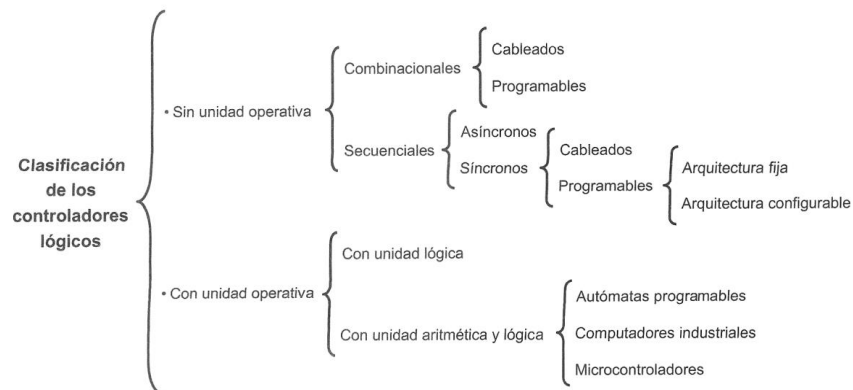 Clasificación
de los
controladores
lógicos
• Sin unidad operativa
Combinacionales
Cableados
Programables
Secuenciales
Asíncronos
Síncronos
Cableados
Programables
Arquitectura fija
Arquitectura configurable
• Con unidad operativa
Con unidad lógica
Con unidad aritmética y lógica
Autómatas programables
Computadores industriales
Microcontroladores